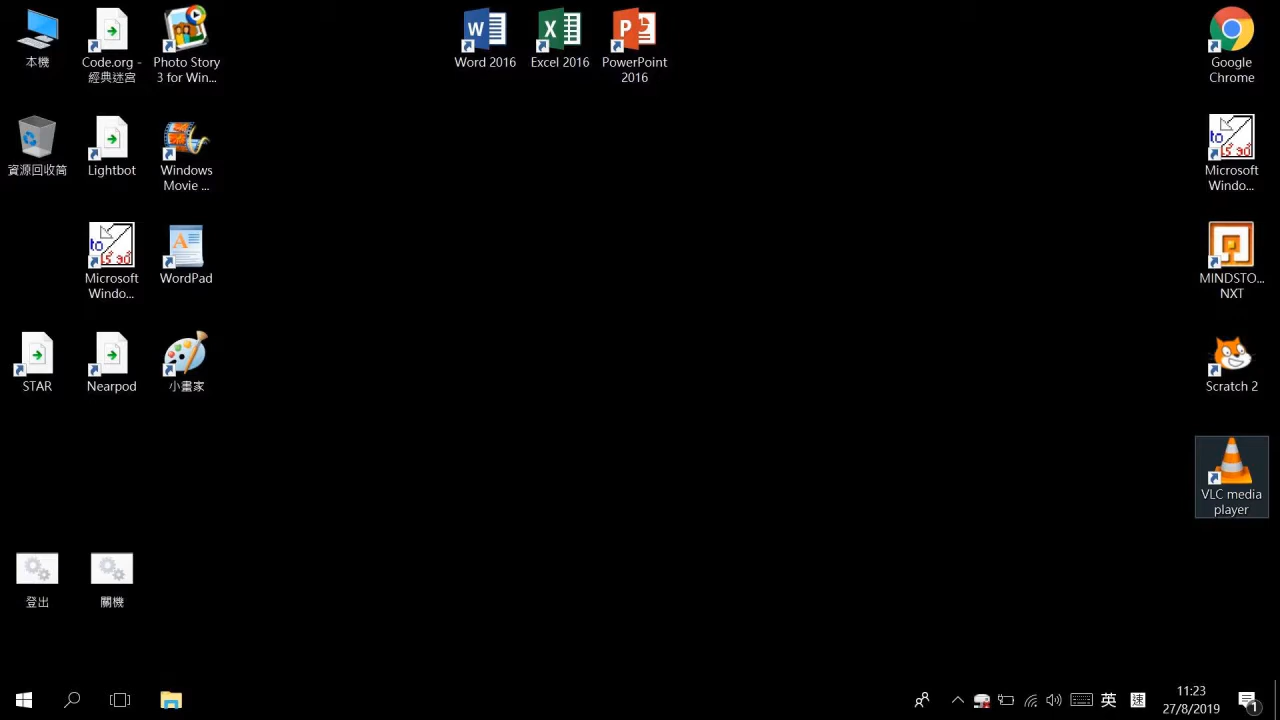 本機
Code.org -
經典迷宮
Photo Story
3 for Win...
Word 2016
Excel 2016
PowerPoint
2016
Google
Chrome
資源回收筒
Lightbot
Windows
Movie ...
Microsoft
Windo...
Microsoft
Windo...
WordPad
MINDSTO...
NXT
STAR
Nearpod
小畫家
Scratch 2
VLC media
player
登出
關機
英
速
11:23
27/8/2019
1